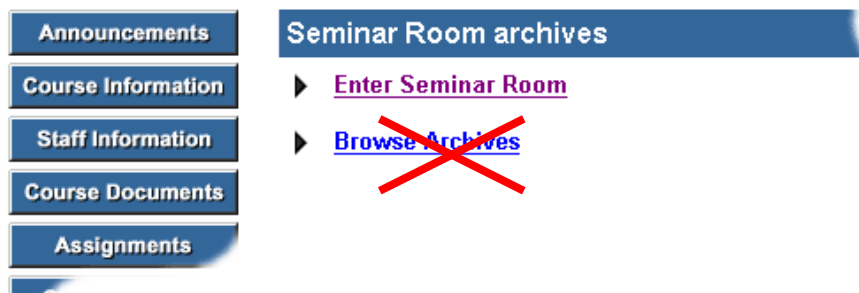 Announcements
Course Information
Staff Information
Course Documents
Assignments
Seminar Room archives
Enter Seminar Room
Browse Archives